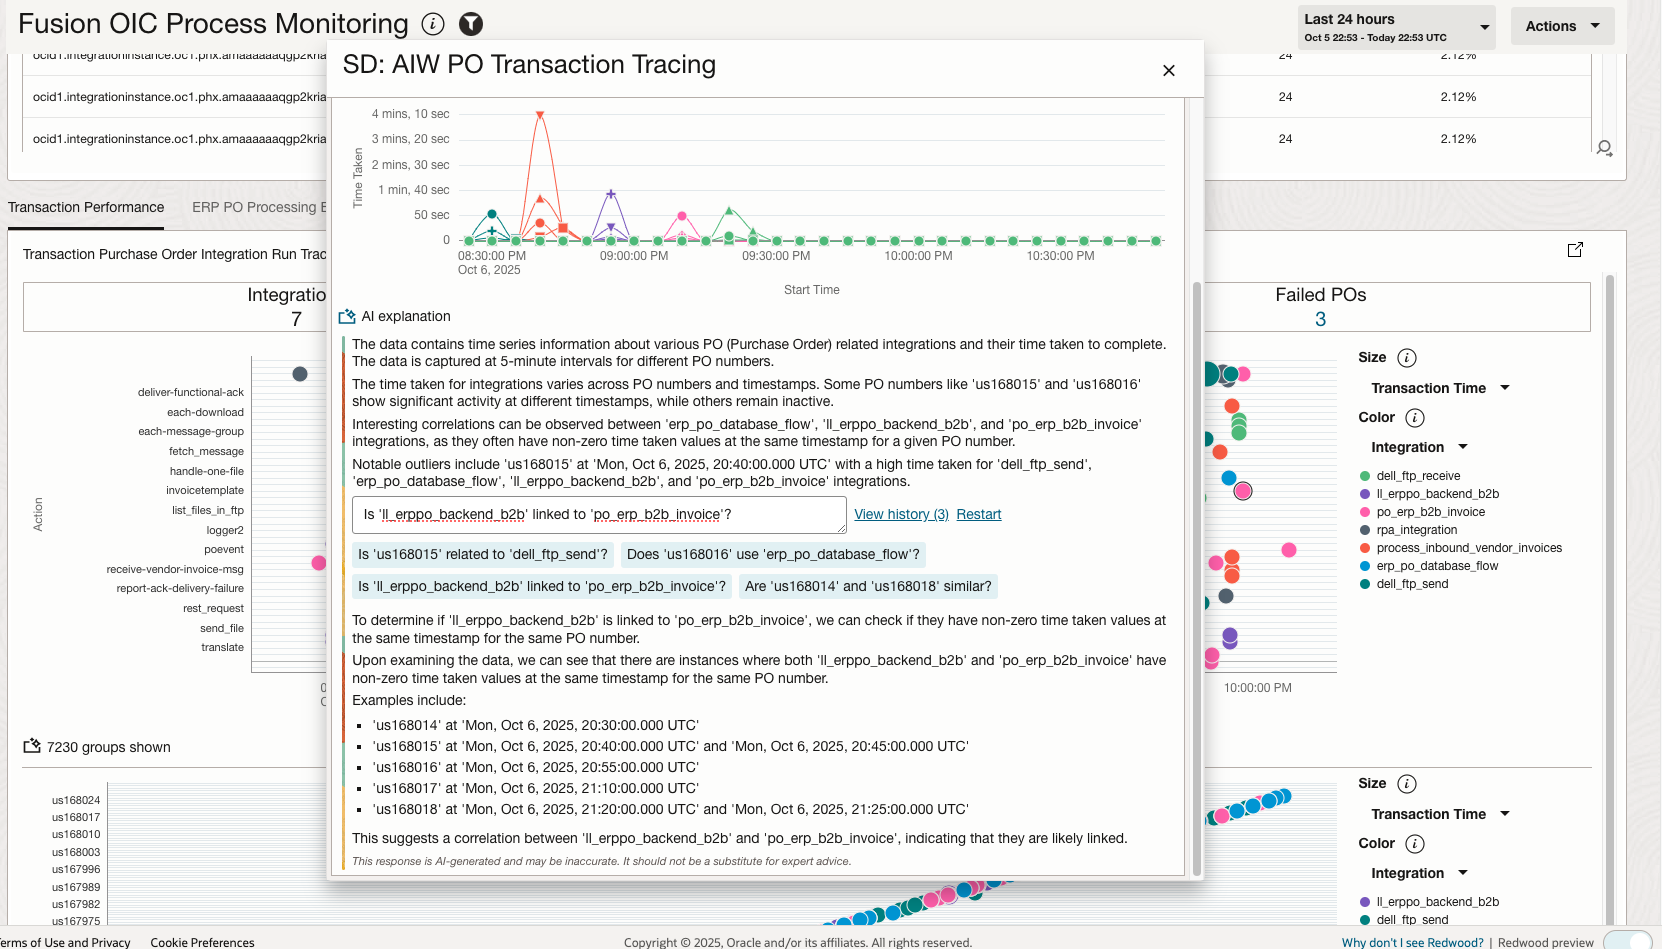 Fusion OIC Process Monitoring
Last 24 hours
Oct 5 22:53 - Today 22:53 UTC
Actions
SD: AIW PO Transaction Tracing
ocid1.integrationinstance.oc1.phx.amaaaaaaqgp2kria
24
2.12%
ocid1.integrationinstance.oc1.phx.amaaaaaaqgp2kria
24
2.12%
ocid1.integrationinstance.oc1.phx.amaaaaaaqgp2kria
24
2.12%
Transaction Performance
ERP PO Processing
Transaction Purchase Order Integration Run
Integratio
7
Failed POs
3
Time Taken
4 mins, 10 sec
3 mins, 20 sec
2 mins, 30 sec
1 min, 40 sec
50 sec
0
08:30:00 PM
Oct 6, 2025
09:00:00 PM
09:30:00 PM
10:00:00 PM
10:30:00 PM
Start Time
AI explanation
The data contains time series information about various PO (Purchase Order) related integrations and their time taken to complete.
The data is captured at 5-minute intervals for different PO numbers.
The time taken for integrations varies across PO numbers and timestamps. Some PO numbers like 'us168015' and 'us168016'
show significant activity at different timestamps, while others remain inactive.
Interesting correlations can be observed between 'erp_po_database_flow', 'll_erppo_backend_b2b', and 'po_erp_b2b_invoice'
integrations, as they often have non-zero time taken values at the same timestamp for a given PO number.
Notable outliers include 'us168015' at 'Mon, Oct 6, 2025, 20:40:00.000 UTC' with a high time taken for 'dell_ftp_send',
'erp_po_database_flow', 'll_erppo_backend_b2b', and 'po_erp_b2b_invoice' integrations.
Is 'll_erppo_backend_b2b' linked to 'po_erp_b2b_invoice'?
View history (3)
Restart
Is 'us168015' related to 'dell_ftp_send'?
Does 'us168016' use 'erp_po_database_flow'?
Is 'll_erppo_backend_b2b' linked to 'po_erp_b2b_invoice'?
Are 'us168014' and 'us168018' similar?
To determine if 'll_erppo_backend_b2b' is linked to 'po_erp_b2b_invoice', we can check if they have non-zero time taken values at
the same timestamp for the same PO number.
Upon examining the data, we can see that there are instances where both 'll_erppo_backend_b2b' and 'po_erp_b2b_invoice' have
non-zero time taken values at the same timestamp for the same PO number.
Examples include:
'us168014' at 'Mon, Oct 6, 2025, 20:30:00.000 UTC'
'us168015' at 'Mon, Oct 6, 2025, 20:40:00.000 UTC' and 'Mon, Oct 6, 2025, 20:45:00.000 UTC'
'us168016' at 'Mon, Oct 6, 2025, 20:55:00.000 UTC'
'us168017' at 'Mon, Oct 6, 2025, 21:10:00.000 UTC'
'us168018' at 'Mon, Oct 6, 2025, 21:20:00.000 UTC' and 'Mon, Oct 6, 2025, 21:25:00.000 UTC'
This suggests a correlation between 'll_erppo_backend_b2b' and 'po_erp_b2b_invoice', indicating that they are likely linked.
This response is AI-generated and may be inaccurate. It should not be a substitute for expert advice.
Action
deliver-functional-ack
each-download
each-message-group
fetch_message
handle-one-file
invoicetemplate
list_files_in_ftp
logger2
poevent
receive-vendor-invoice-msg
report-ack-delivery-failure
rest_request
send_file
translate
10:00:00 PM
Size
Transaction Time
Color
Integration
dell_ftp_receive
ll_erppo_backend_b2b
po_erp_b2b_invoice
rpa_integration
process_inbound_vendor_invoices
erp_po_database_flow
dell_ftp_send
7230 groups shown
us168024
us168017
us168010
us168003
us167996
us167989
us167982
us167975
Size
Transaction Time
Color
Integration
ll_erppo_backend_b2b
dell_ftp_send
erms of Use and Privacy
Cookie Preferences
Copyright © 2025, Oracle and/or its affiliates. All rights reserved.
Why don't I see Redwood? | Redwood preview